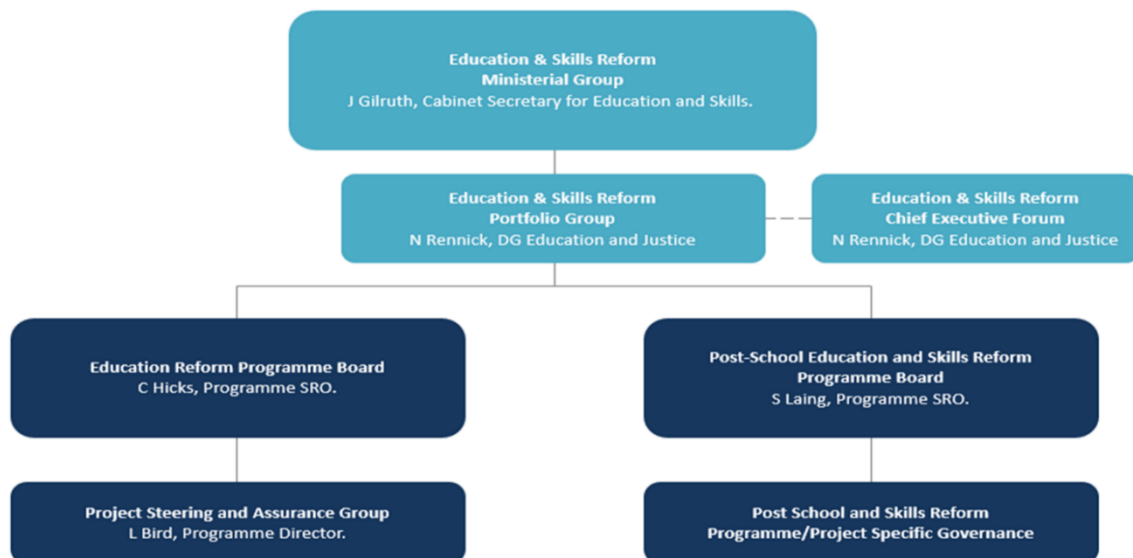 Education & Skills Reform
Ministerial Group
J Gilruth, Cabinet Secretary for Education and Skills.
Education & Skills Reform
Portfolio Group
N Rennick, DG Education and Justice
Education & Skills Reform
Chief Executive Forum
N Rennick, DG Education and Justice
Education Reform Programme Board
C Hicks, Programme SRO.
Post-School Education and Skills Reform
Programme Board
S Laing, Programme SRO.
Project Steering and Assurance Group
L Bird, Programme Director.
Post School and Skills Reform
Programme/Project Specific Governance